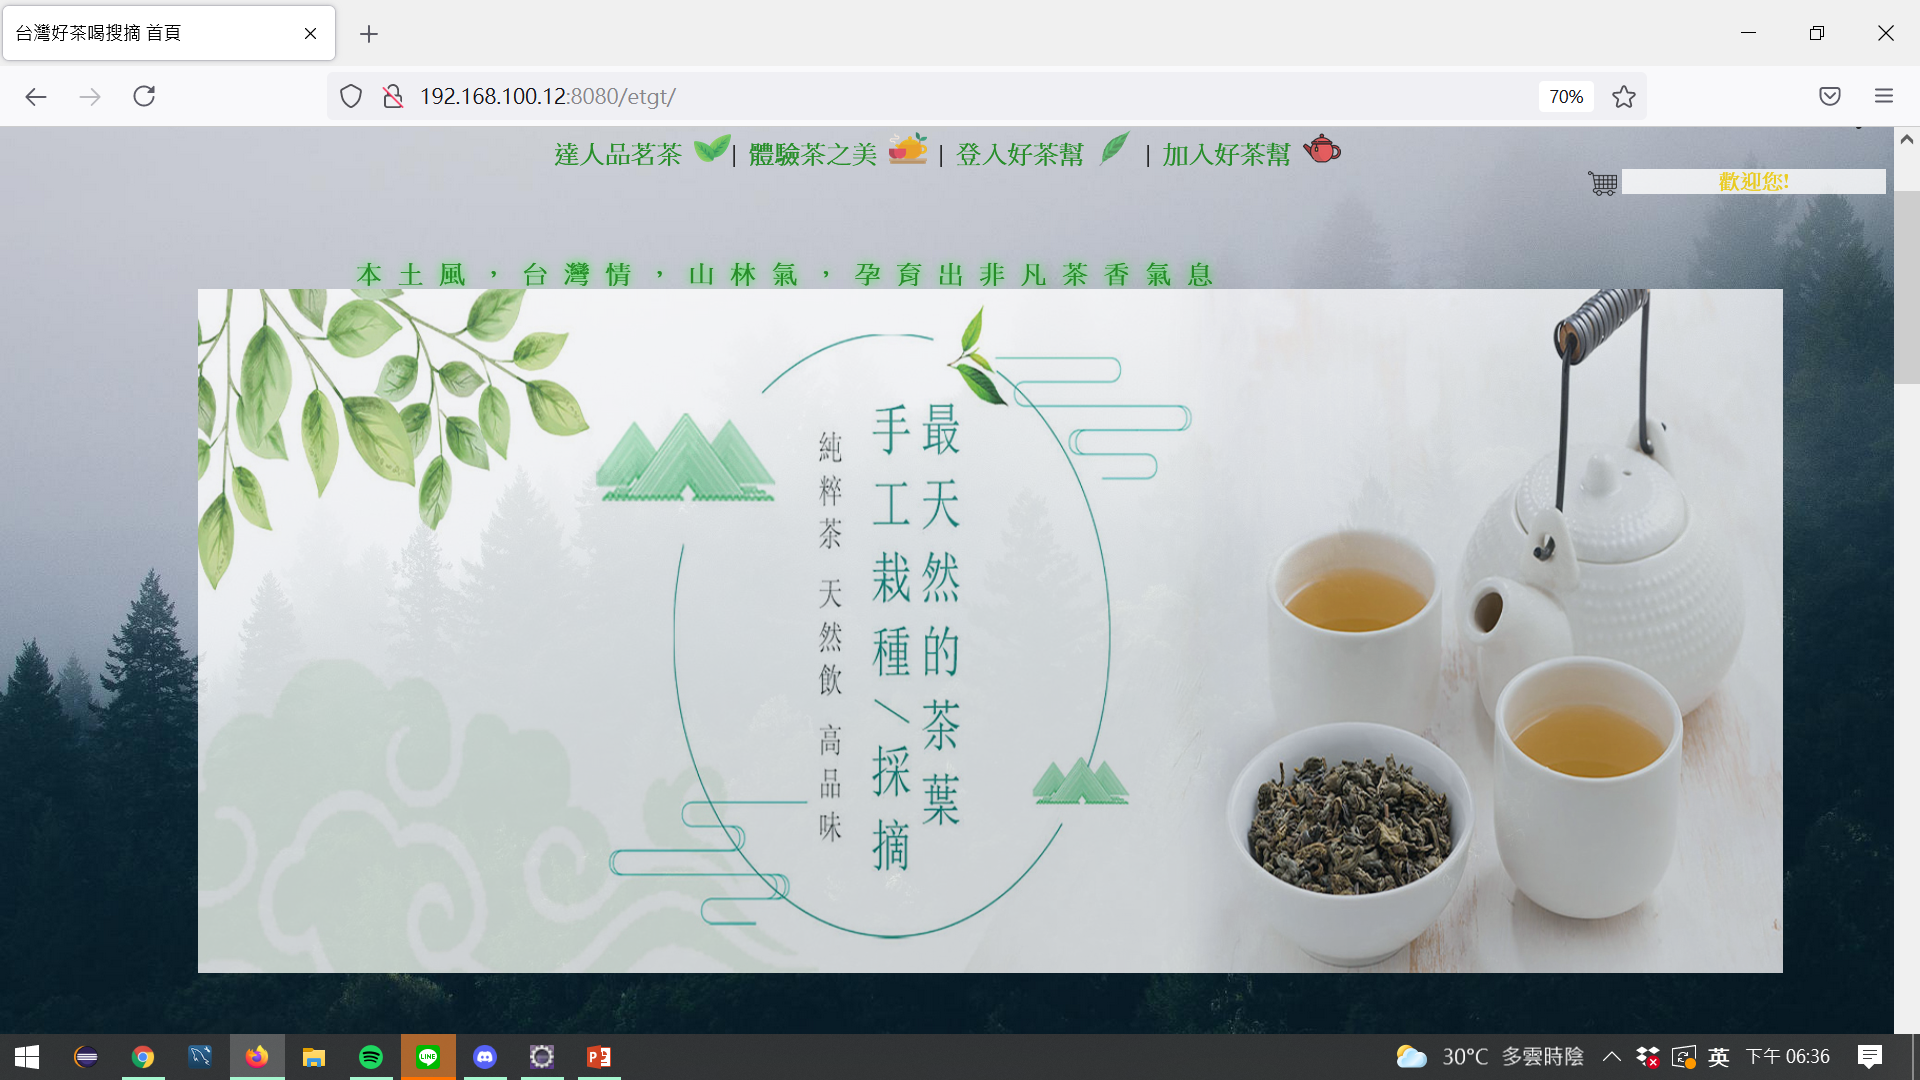 台灣好茶喝搜摘 首頁
192.168.100.12:8080/etgt/
70%
達人品茗茶 | 體驗茶之美 | 登入好茶幫 | 加入好茶幫
歡迎您!
本土風，台灣情，山林氣，孕育出非凡茶香氣息
最天然的茶葉
手工栽種／採摘
純粹茶 天然飲 高品味
LINE
30°C 多雲時陰
英
下午 06:36